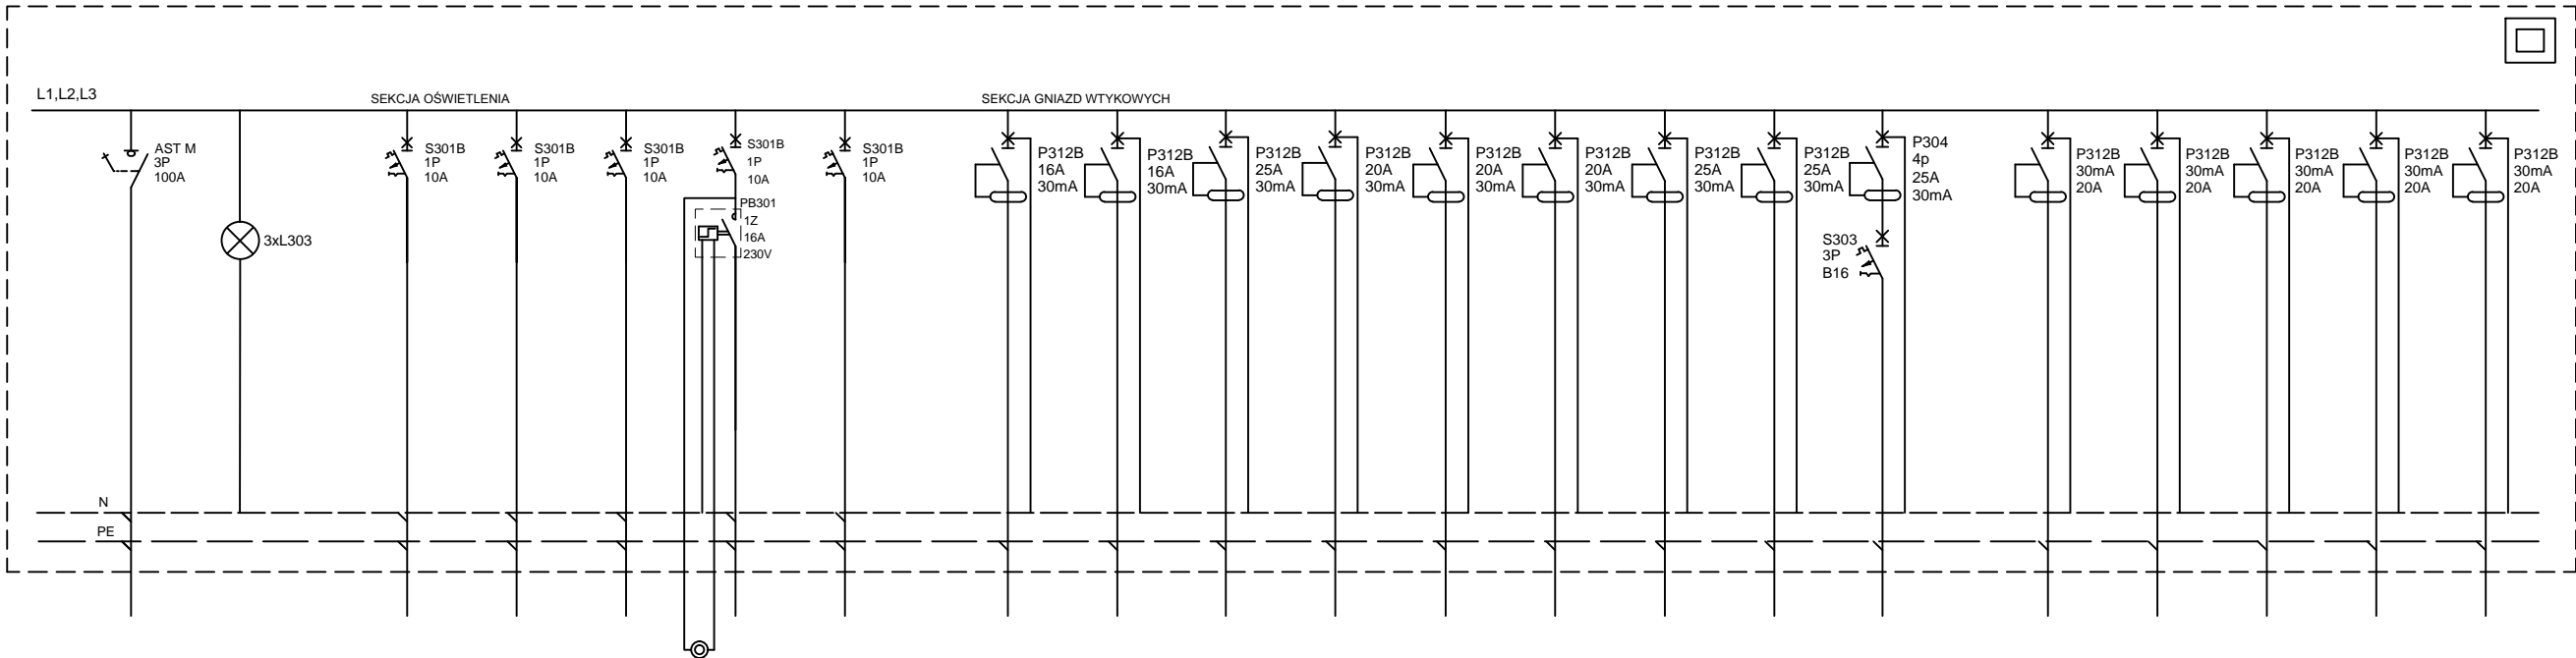 L1,L2,L3
SEKCJA OŚWIETLENIA
SEKCJA GNIAZD WTYKOWYCH
AST M
3P
100A
3xL303
S301B
1P
10A
S301B
1P
10A
S301B
1P
10A
S301B
1P
10A
PB301
1Z
16A
230V
S301B
1P
10A
P312B
16A
30mA
P312B
16A
30mA
P312B
25A
30mA
P312B
20A
30mA
P312B
20A
30mA
P312B
20A
30mA
P312B
25A
30mA
P312B
25A
30mA
P304
4p
25A
30mA
S303
3P
B16
P312B
30mA
20A
P312B
30mA
20A
P312B
30mA
20A
P312B
30mA
20A
P312B
30mA
20A
N
PE